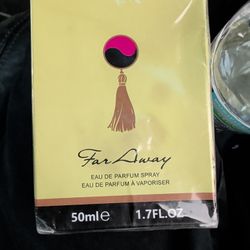 Far Away
EAU DE PARFUM SPRAY
EAU DE PARFUM À VAPORISER
50ml℮ 1.7FL.OZ